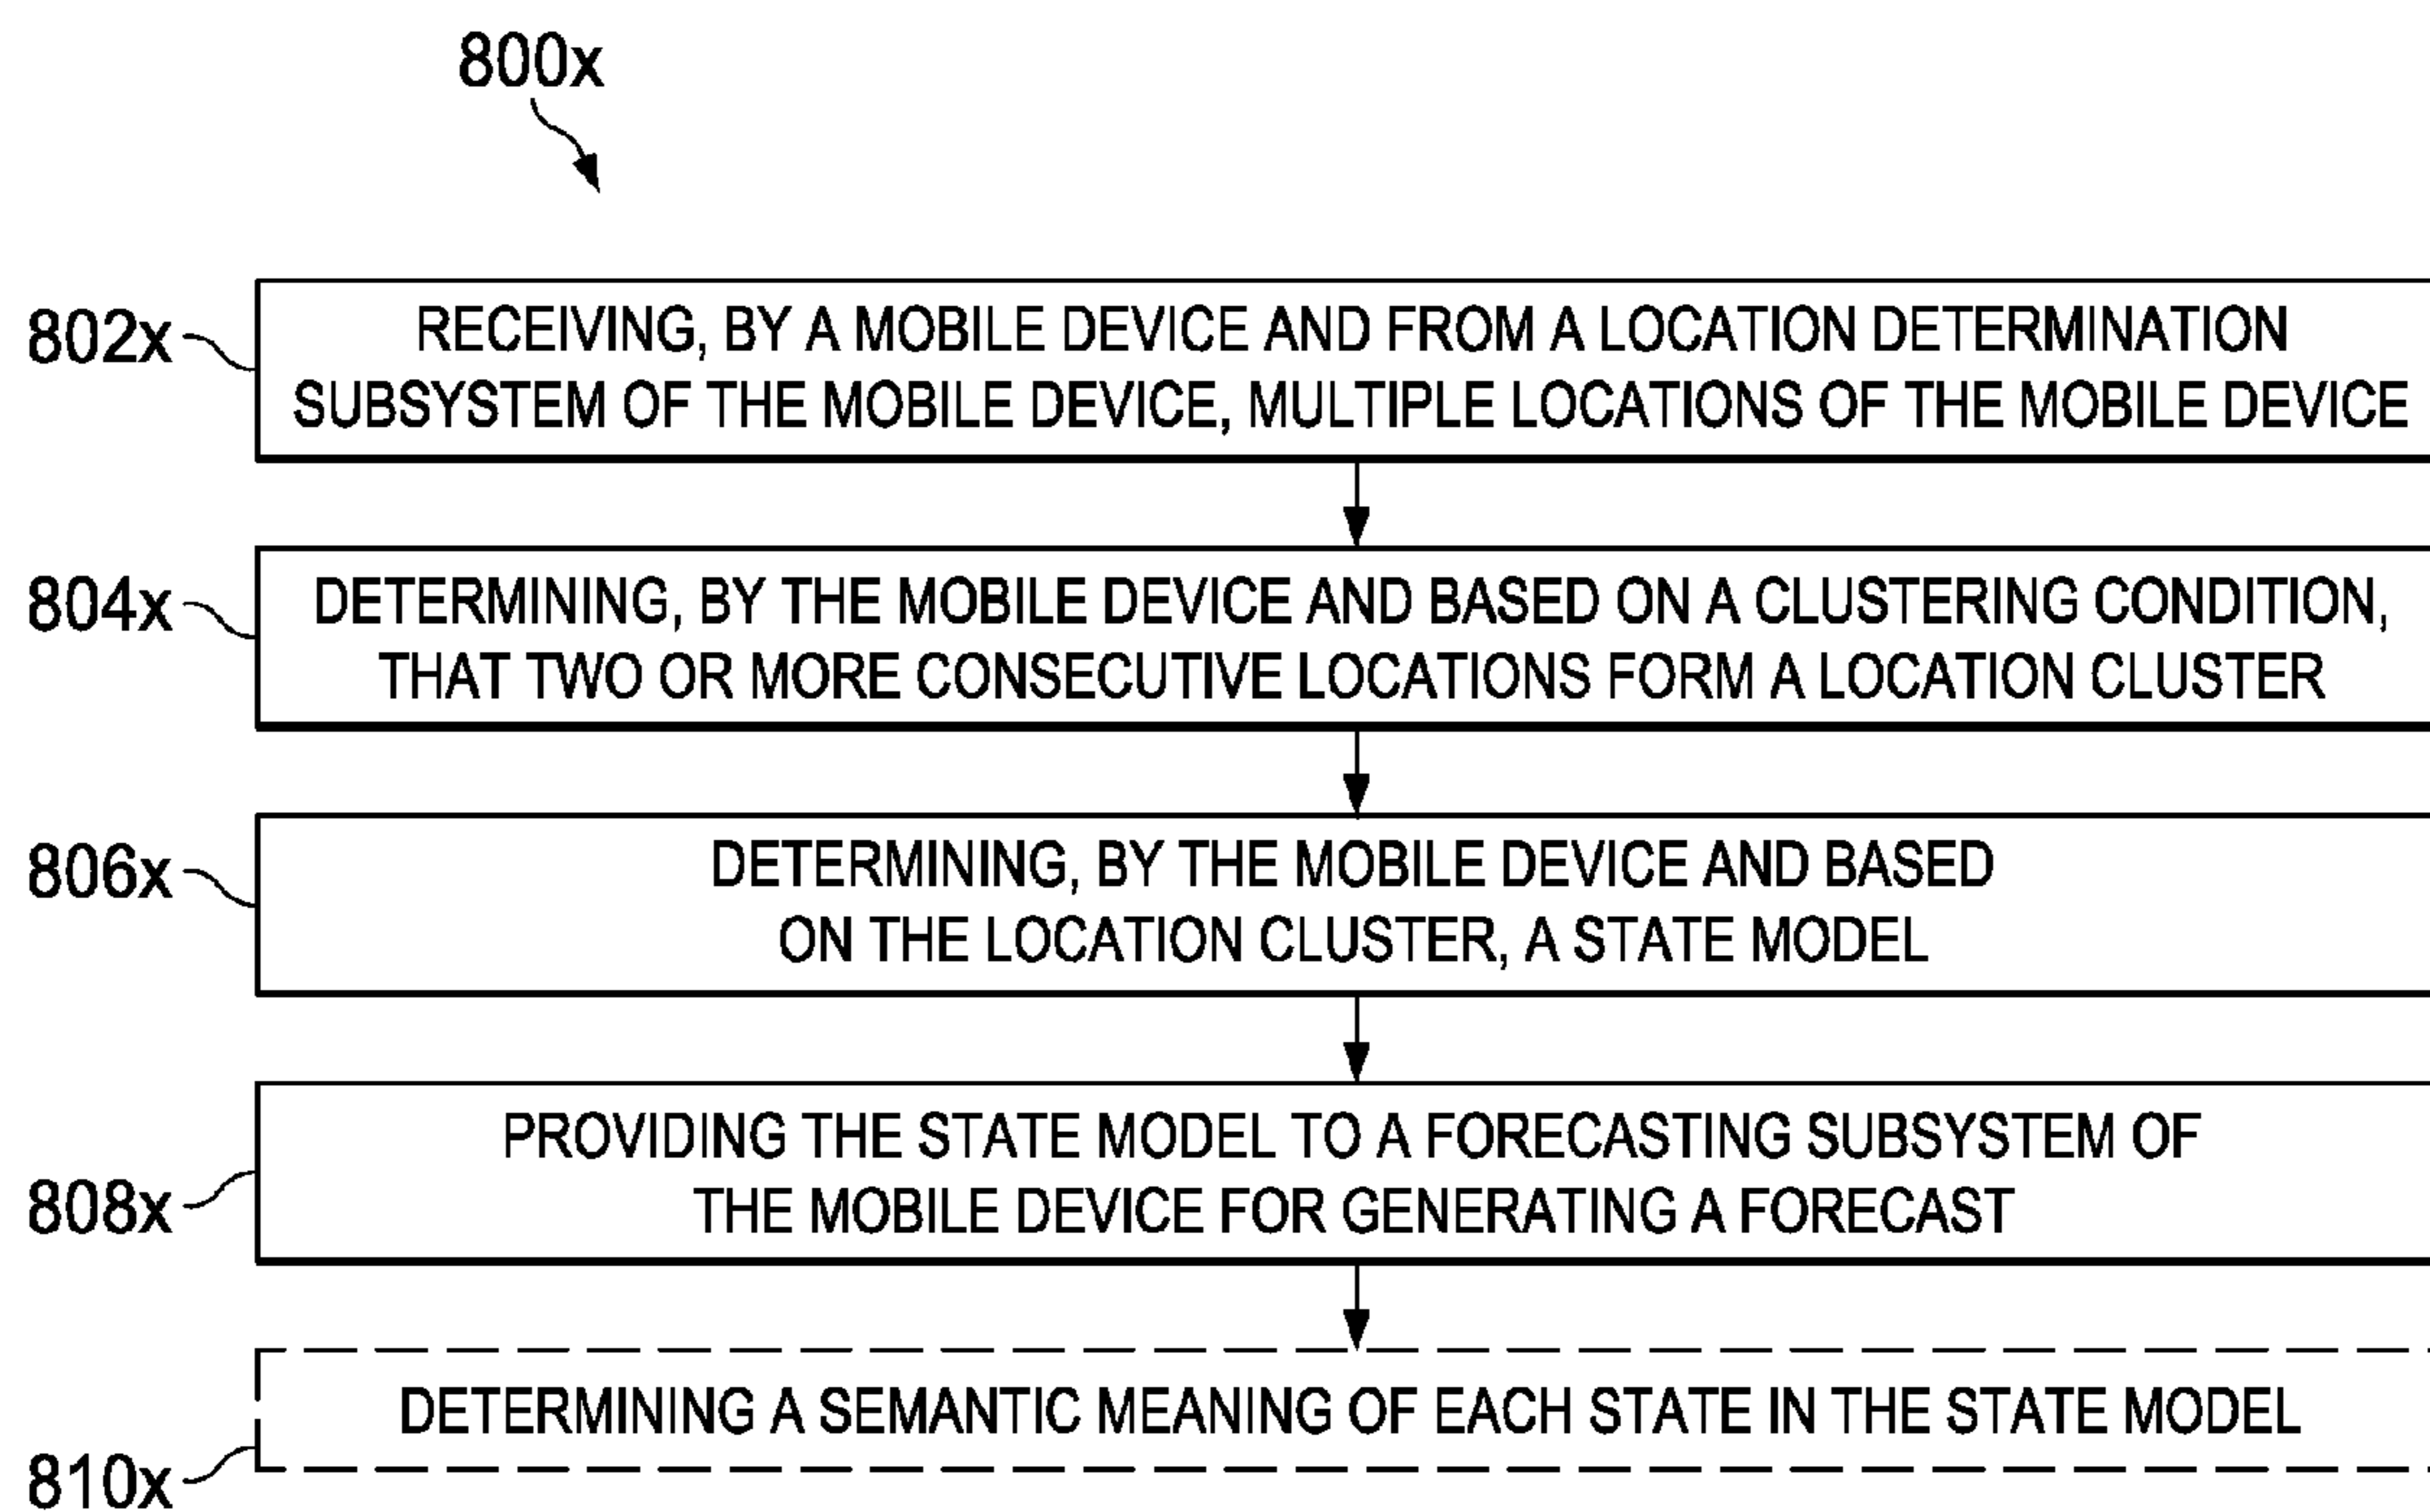 800x
802x
RECEIVING, BY A MOBILE DEVICE AND FROM A LOCATION DETERMINATION
SUBSYSTEM OF THE MOBILE DEVICE, MULTIPLE LOCATIONS OF THE MOBILE DEVICE
804x
DETERMINING, BY THE MOBILE DEVICE AND BASED ON A CLUSTERING CONDITION,
THAT TWO OR MORE CONSECUTIVE LOCATIONS FORM A LOCATION CLUSTER
806x
DETERMINING, BY THE MOBILE DEVICE AND BASED
ON THE LOCATION CLUSTER, A STATE MODEL
808x
PROVIDING THE STATE MODEL TO A FORECASTING SUBSYSTEM OF
THE MOBILE DEVICE FOR GENERATING A FORECAST
810x
DETERMINING A SEMANTIC MEANING OF EACH STATE IN THE STATE MODEL